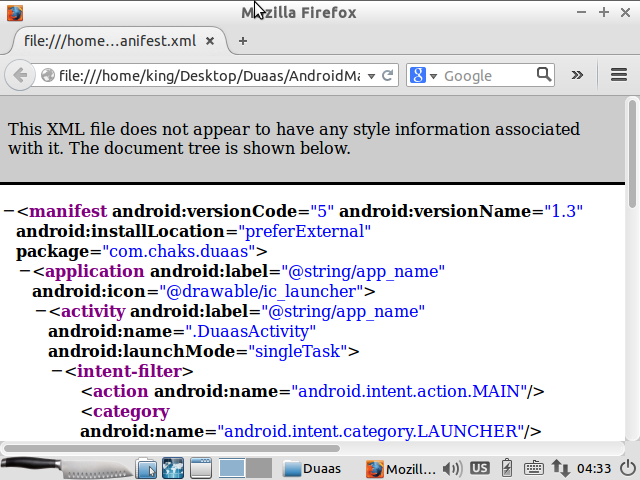 Mozilla Firefox
file:///home...anifest.xml
file:///home/king/Desktop/Duaas/AndroidMa
Google
This XML file does not appear to have any style information associated
with it. The document tree is shown below.
−<manifest android:versionCode="5" android:versionName="1.3"
android:installLocation="preferExternal"
package="com.chaks.duaas">
−<application android:label="@string/app_name"
android:icon="@drawable/ic_launcher">
−<activity android:label="@string/app_name"
android:name=".DuaasActivity"
android:launchMode="singleTask">
−<intent-filter>
<action android:name="android.intent.action.MAIN"/>
<category
android:name="android.intent.category.LAUNCHER"/>
Duaas Mozill... US 04:33